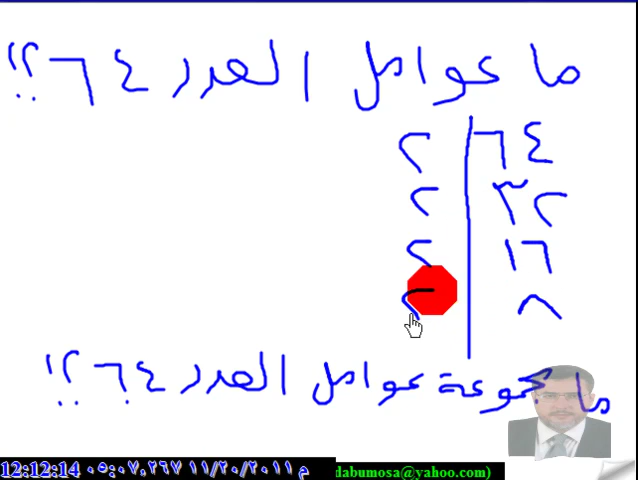 ما عوامل العدد ٦٤ ؟!!
٦٤ | ٢
٣٢ | ٢
١٦ | ٢
٨ | ٢
ما مجموعة عوامل العدد ٦٤ ؟!!
12:12:14 ٠٥:٠٧,٢٦٧ ١١/٢٠/٢٠١١ م dabumosa@yahoo.com)